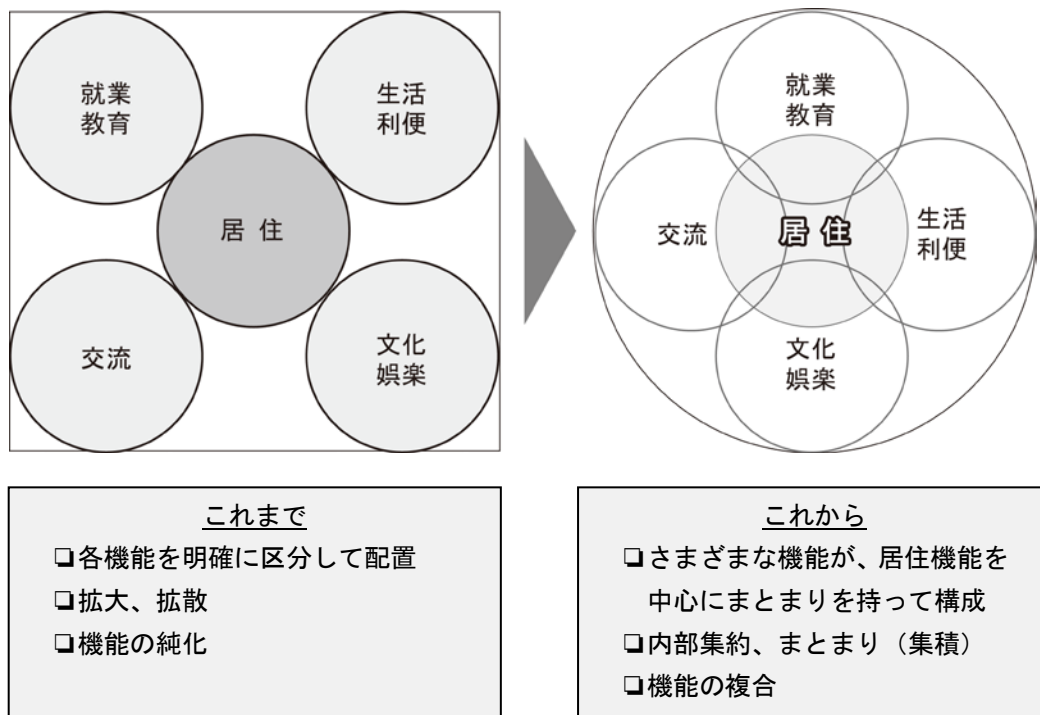 就業
教育
生活
利便
居 住
交流
文化
娯楽
就業
教育
交流
居 住
生活
利便
文化
娯楽
これまで
❏各機能を明確に区分して配置
❏拡大、拡散
❏機能の純化
これから
❏さまざまな機能が、居住機能を
中心にまとまりを持って構成
❏内部集約、まとまり（集積）
❏機能の複合